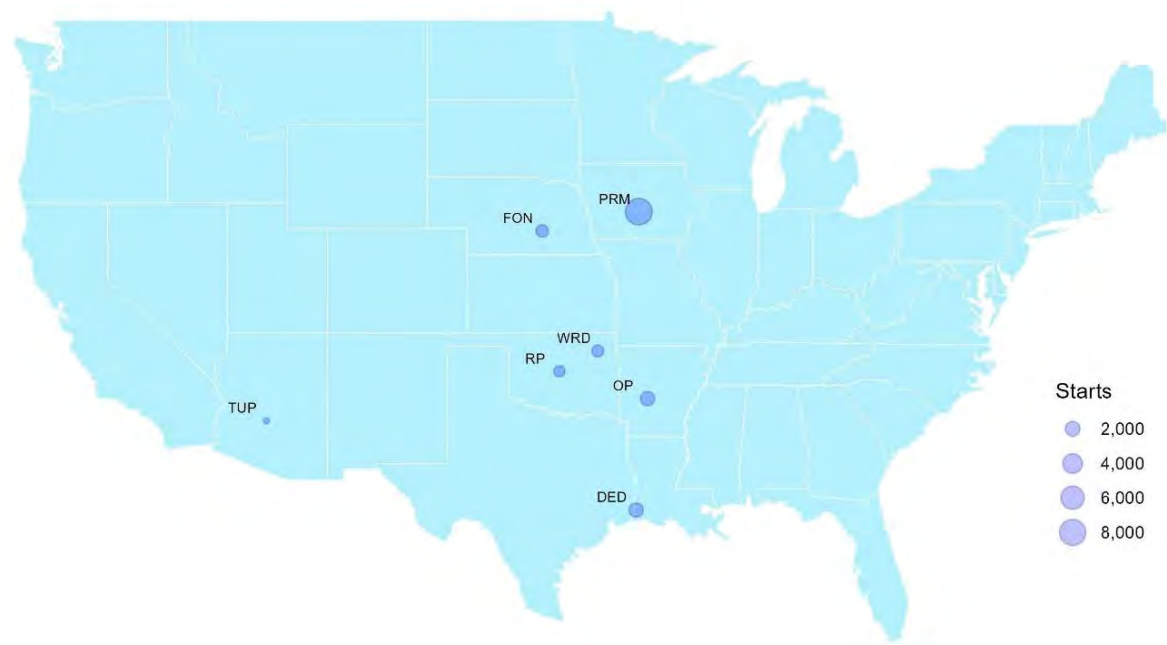 PRM
FON
WRD
RP
OP
TUP
DED
Starts
2,000
4,000
6,000
8,000